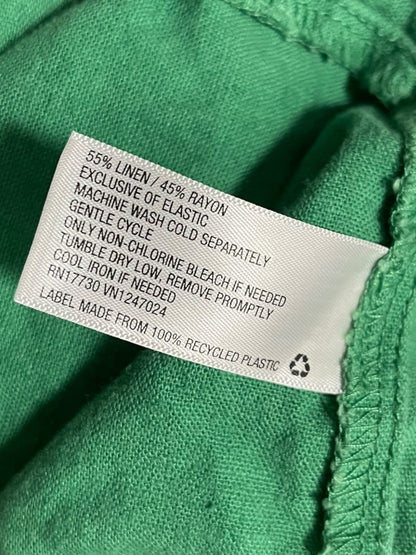 55% LINEN / 45% RAYON
EXCLUSIVE OF ELASTIC
MACHINE WASH COLD SEPARATELY
GENTLE CYCLE
ONLY NON-CHLORINE BLEACH IF NEEDED
TUMBLE DRY LOW, REMOVE PROMPTLY
COOL IRON IF NEEDED
RN17730 VN1247024
LABEL MADE FROM 100% RECYCLED PLASTIC